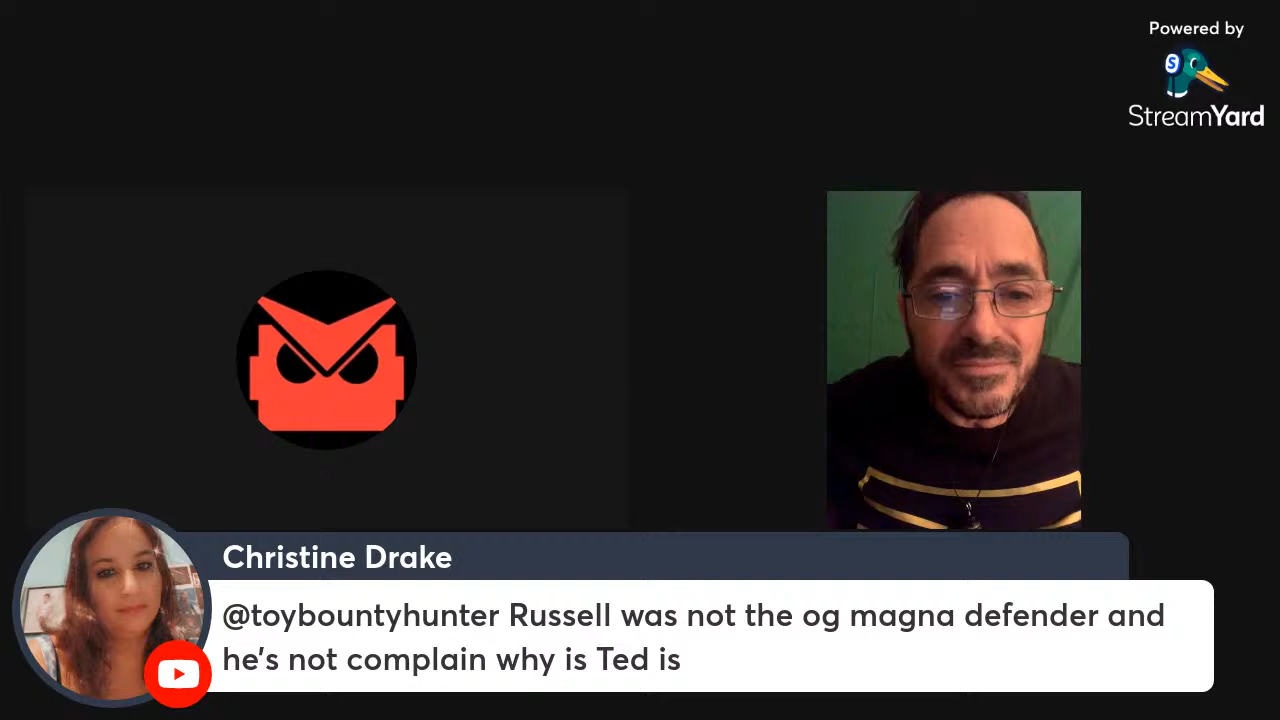 Powered by
S
StreamYard
Christine Drake
@toybountyhunter Russell was not the og magna defender and
he's not complain why is Ted is